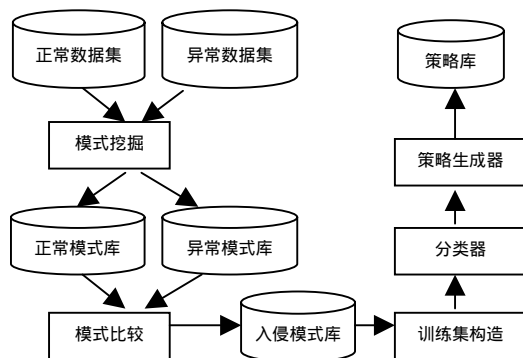 正常数据集
异常数据集
策略库
模式挖掘
策略生成器
正常模式库
异常模式库
分类器
模式比较
入侵模式库
训练集构造